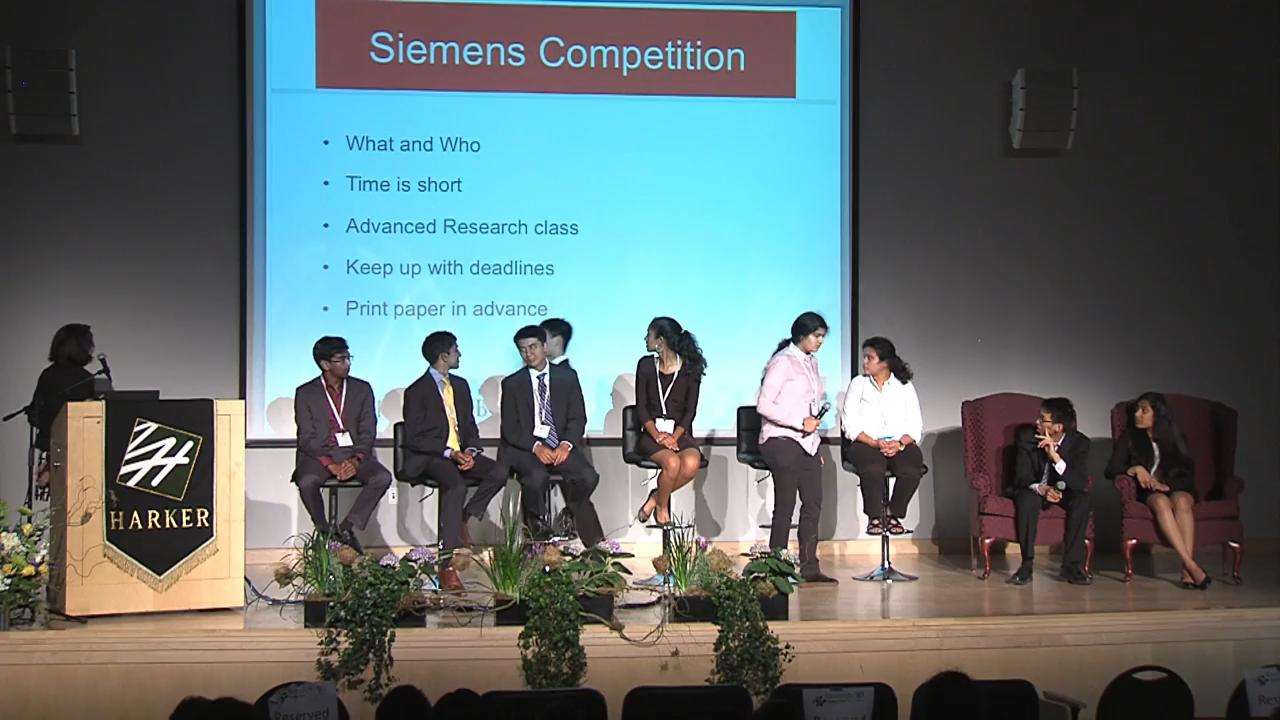 Siemens Competition
• What and Who
• Time is short
• Advanced Research class
• Keep up with deadlines
• Print paper in advance
HARKER
Reserved